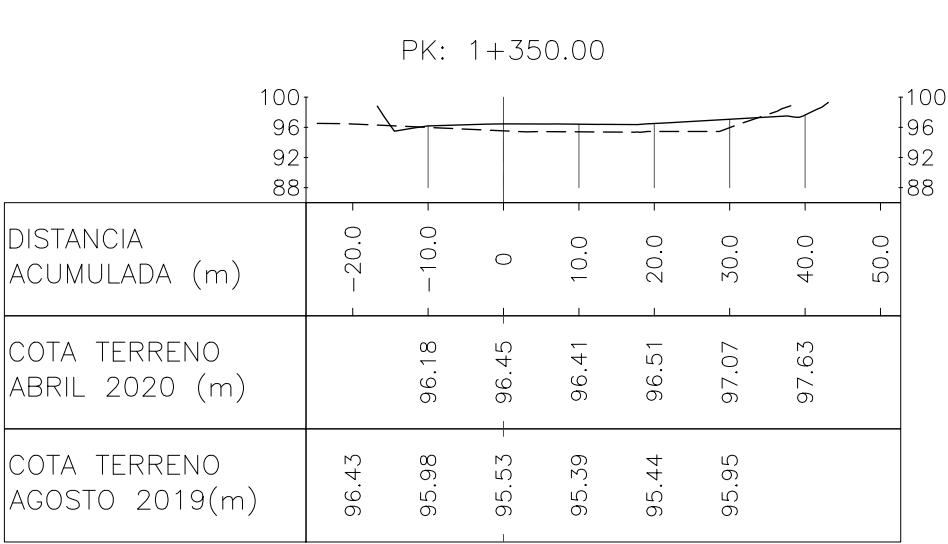 PK: 1+350.00
100 100
96 96
92 92
88 88
DISTANCIA
ACUMULADA (m)
-20.0 -10.0 0 10.0 20.0 30.0 40.0 50.0
COTA TERRENO
ABRIL 2020 (m)
96.18 96.45 96.41 96.51 97.07 97.63
COTA TERRENO
AGOSTO 2019(m)
96.43 95.98 95.53 95.39 95.44 95.95